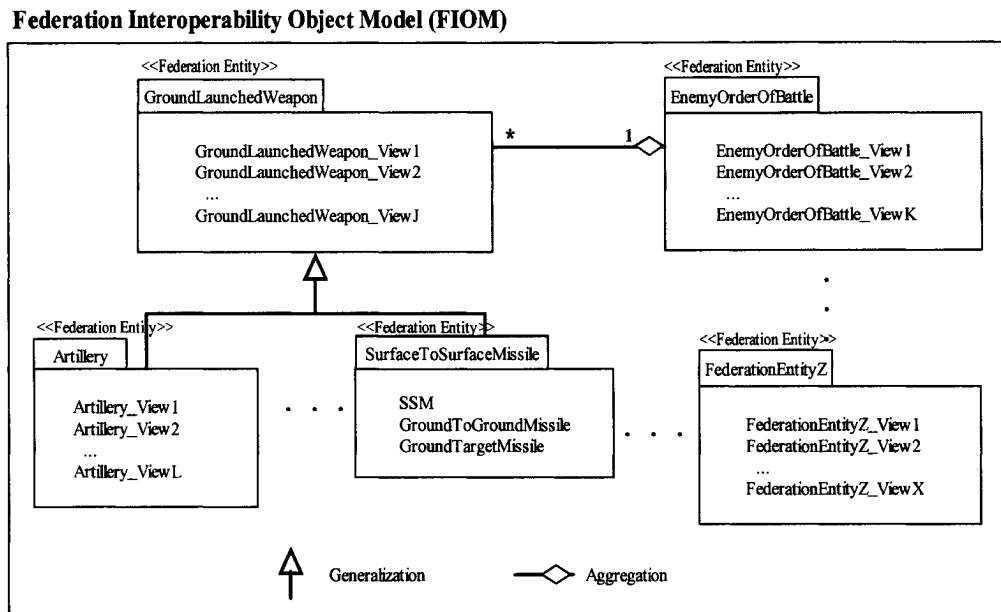 Federation Interoperability Object Model (FIOM)
<<Federation Entity>>
GroundLaunchedWeapon
GroundLaunchedWeapon_View1
GroundLaunchedWeapon_View2
...
GroundLaunchedWeapon_ViewJ
*
1
<<Federation Entity>>
EnemyOrderOfBattle
EnemyOrderOfBattle_View1
EnemyOrderOfBattle_View2
...
EnemyOrderOfBattle_ViewK
<<Federation Entity>>
Artillery
Artillery_View1
Artillery_View2
...
Artillery_ViewL
. . .
<<Federation Entity>>
SurfaceToSurfaceMissile
SSM
GroundToGroundMissile
GroundTargetMissile
. . .
<<Federation Entity>>
FederationEntityZ
FederationEntityZ_View1
FederationEntityZ_View2
...
FederationEntityZ_ViewX
Generalization
Aggregation